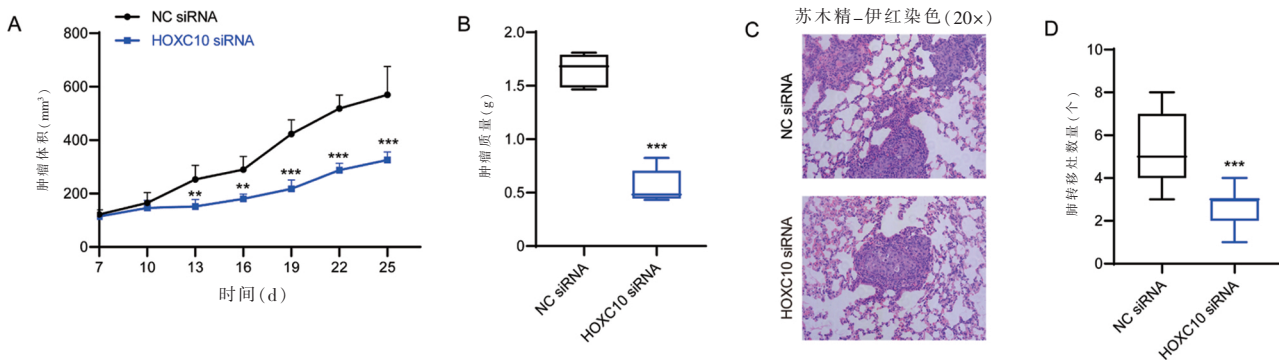 A
NC siRNA
HOXC10 siRNA
肿瘤体积(mm³)
800
600
400
200
0
** ** *** *** ***
7 10 13 16 19 22 25
时间(d)
B
肿瘤质量(g)
2.0
1.5
1.0
0.5
0
***
NC siRNA
HOXC10 siRNA
C
苏木精–伊红染色(20×)
NC siRNA
HOXC10 siRNA
D
肺转移灶数量(个)
10
8
6
4
2
0
***
NC siRNA
HOXC10 siRNA